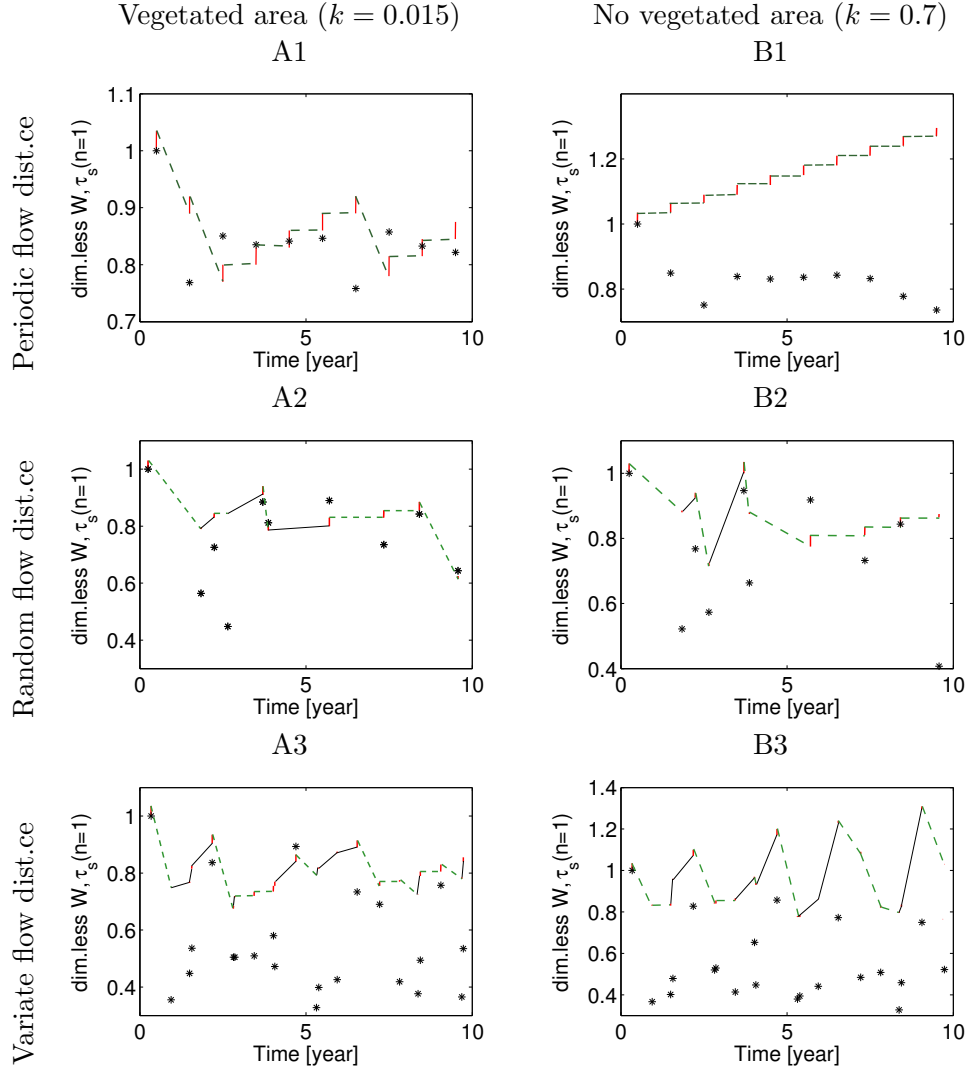 Vegetated area (k = 0.015)
No vegetated area (k = 0.7)
A1
B1
Periodic flow dist.ce
dim.less W, τs(n=1)
1.1
1
0.9
0.8
0.7
0
5
10
Time [year]
dim.less W, τs(n=1)
1.2
1
0.8
0
5
10
Time [year]
A2
B2
Random flow dist.ce
dim.less W, τs(n=1)
1
0.8
0.6
0.4
0
5
10
Time [year]
dim.less W, τs(n=1)
1
0.8
0.6
0.4
0
5
10
Time [year]
A3
B3
Variate flow dist.ce
dim.less W, τs(n=1)
1
0.8
0.6
0.4
0
5
10
Time [year]
dim.less W, τs(n=1)
1.4
1.2
1
0.8
0.6
0.4
0
5
10
Time [year]